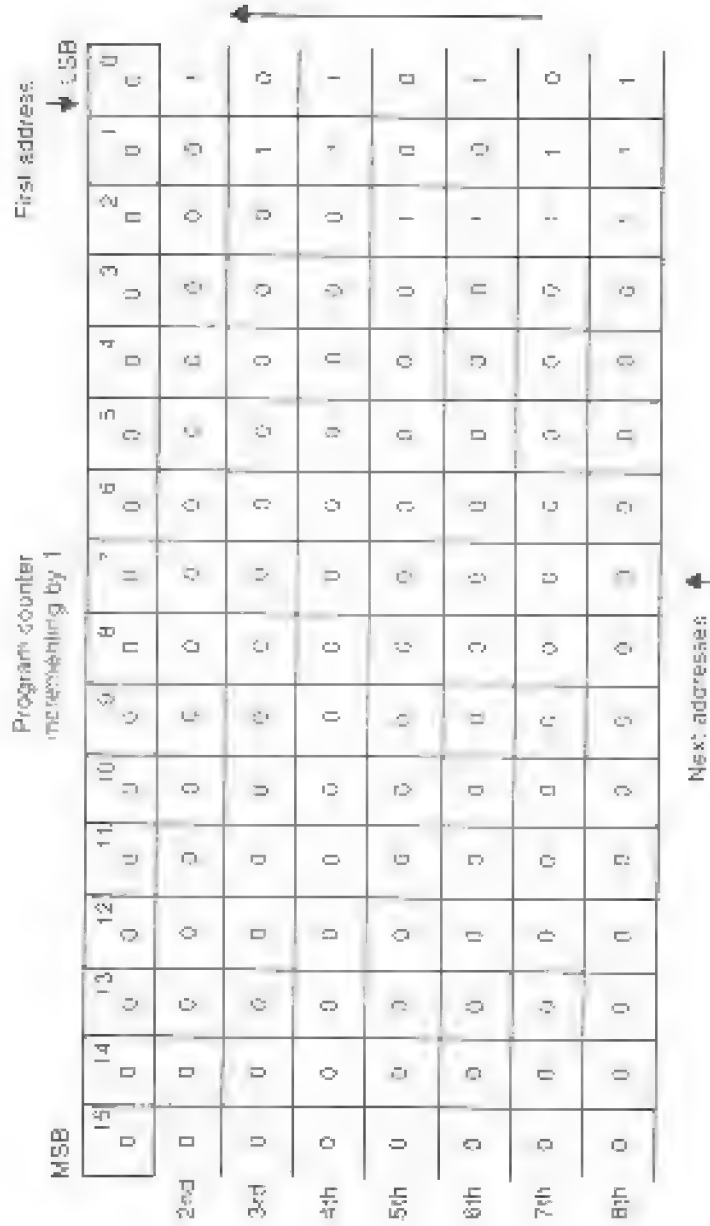 Program counter
incrementing by 1
First address
MSB LSB
15 14 13 12 11 10 9 8 7 6 5 4 3 2 1 0
0 0 0 0 0 0 0 0 0 0 0 0 0 0 0 0
2nd 0 0 0 0 0 0 0 0 0 0 0 0 0 0 0 1
3rd 0 0 0 0 0 0 0 0 0 0 0 0 0 0 1 0
4th 0 0 0 0 0 0 0 0 0 0 0 0 0 0 1 1
5th 0 0 0 0 0 0 0 0 0 0 0 0 0 1 0 0
6th 0 0 0 0 0 0 0 0 0 0 0 0 0 1 0 1
7th 0 0 0 0 0 0 0 0 0 0 0 0 0 1 1 0
8th 0 0 0 0 0 0 0 0 0 0 0 0 0 1 1 1
Next addresses